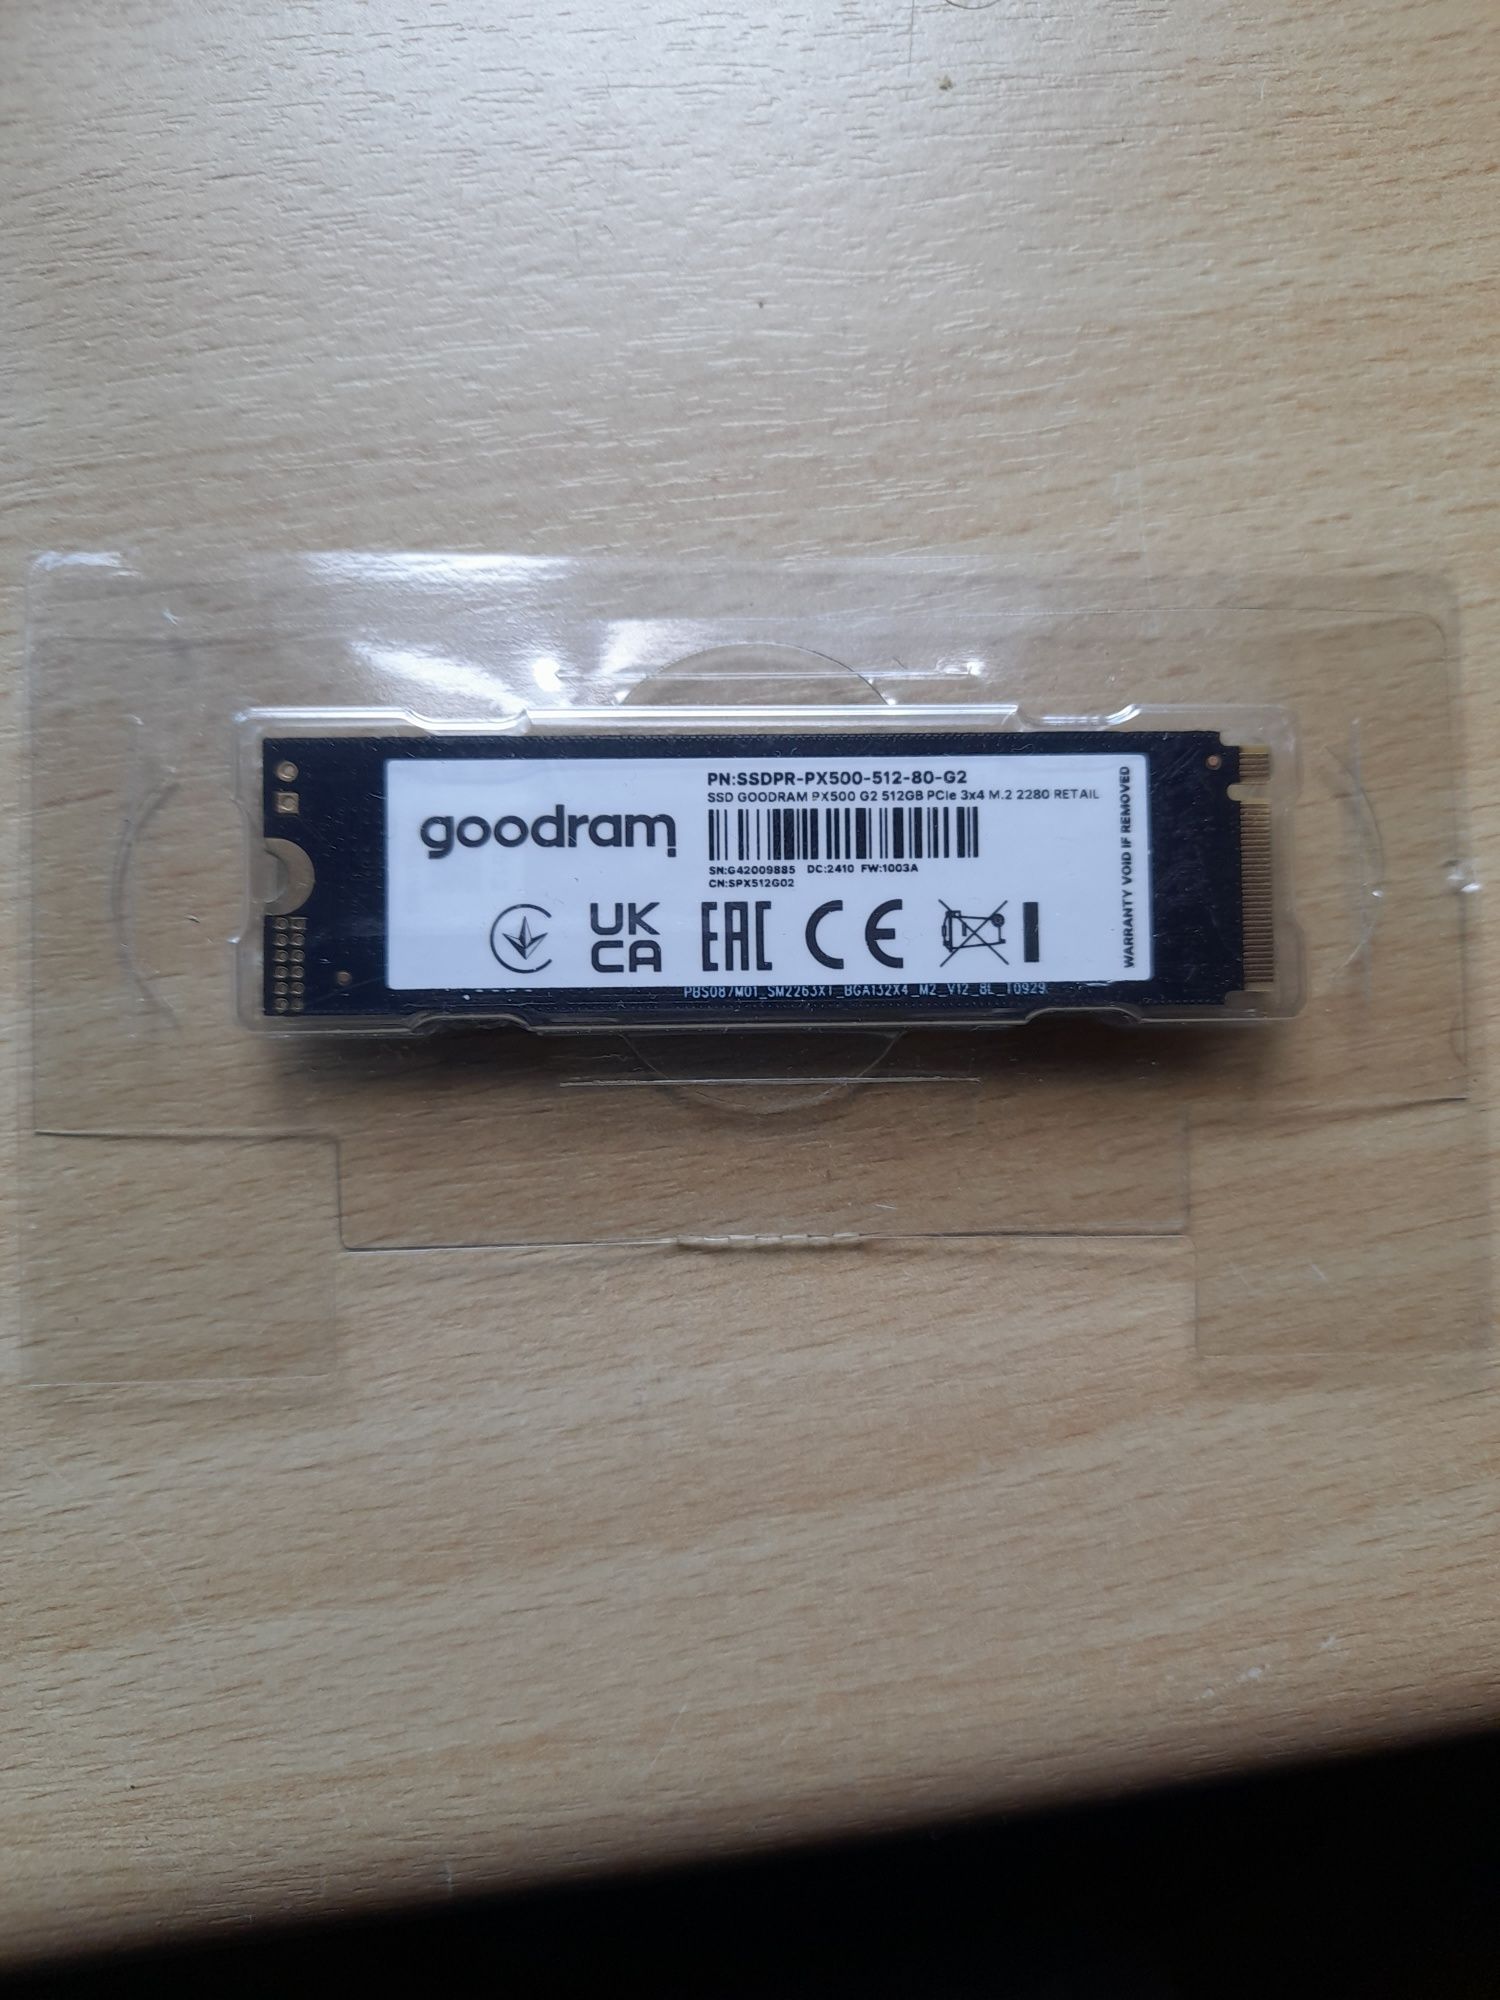 goodram
PN:SSDPR-PX500-512-80-G2
SSD GOODRAM PX500 G2 512GB PCIe 3x4 M.2 2280 RETAIL
SN:G42009885 DC:2410 FW:1003A
CN:SPX512G02
UK
CA
EAC
CE
WARRANTY VOID IF REMOVED
PBS087M01_SM2263XT_BGA132X4_M2_V12_8L_T0929